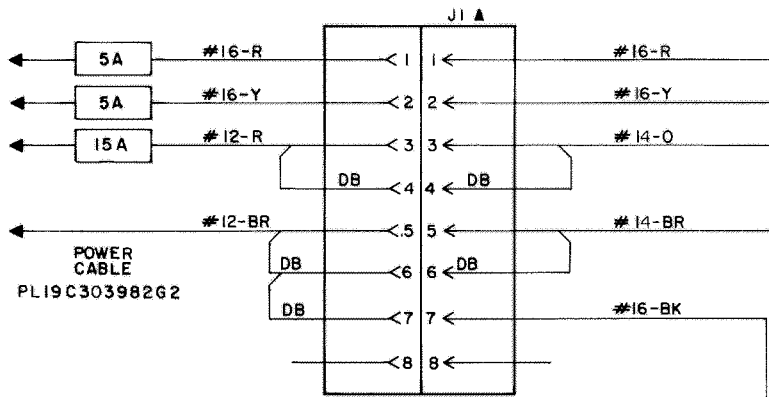 J1 ▲
5A #16-R 1 1 #16-R
5A #16-Y 2 2 #16-Y
15A #12-R 3 3 #14-O
DB 4 4 DB
#12-BR 5 5 #14-BR
POWER
CABLE
PL19C303982G2
DB 6 6 DB
DB 7 7 #16-BK
8 8